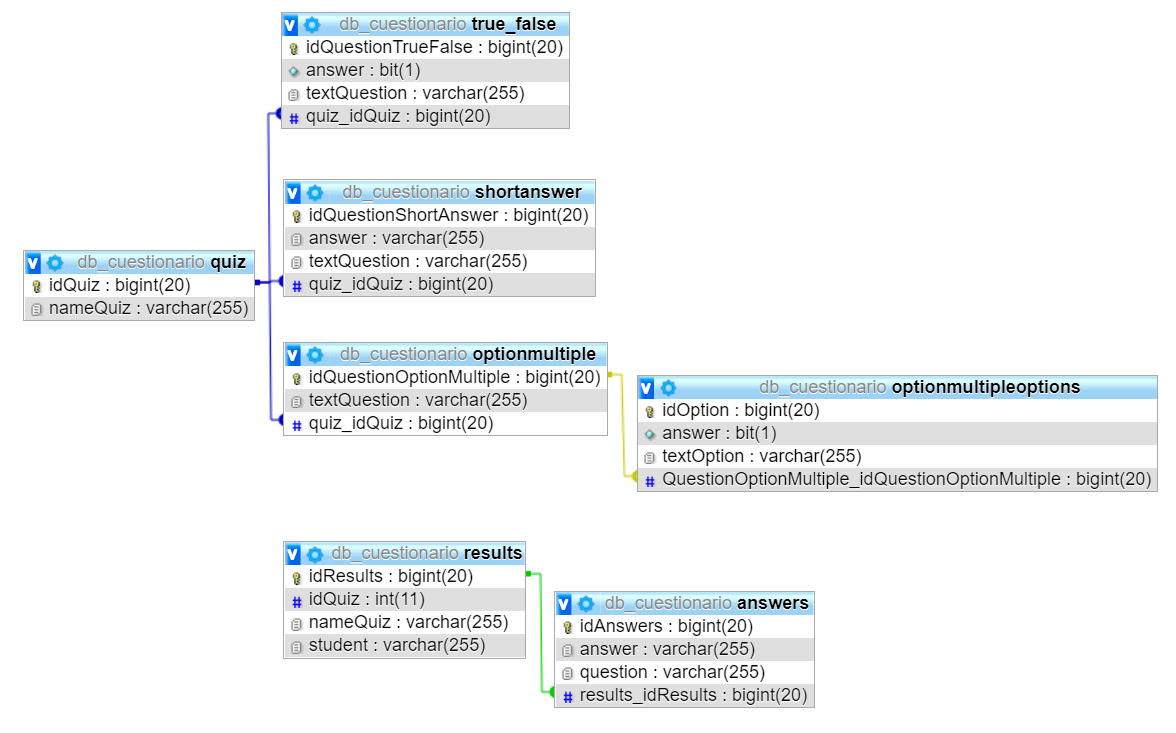 db_cuestionario true_false
idQuestionTrueFalse : bigint(20)
answer : bit(1)
textQuestion : varchar(255)
quiz_idQuiz : bigint(20)
db_cuestionario shortanswer
idQuestionShortAnswer : bigint(20)
answer : varchar(255)
textQuestion : varchar(255)
quiz_idQuiz : bigint(20)
db_cuestionario quiz
idQuiz : bigint(20)
nameQuiz : varchar(255)
db_cuestionario optionmultiple
idQuestionOptionMultiple : bigint(20)
textQuestion : varchar(255)
quiz_idQuiz : bigint(20)
db_cuestionario optionmultipleoptions
idOption : bigint(20)
answer : bit(1)
textOption : varchar(255)
QuestionOptionMultiple_idQuestionOptionMultiple : bigint(20)
db_cuestionario results
idResults : bigint(20)
idQuiz : int(11)
nameQuiz : varchar(255)
student : varchar(255)
db_cuestionario answers
idAnswers : bigint(20)
answer : varchar(255)
question : varchar(255)
results_idResults : bigint(20)